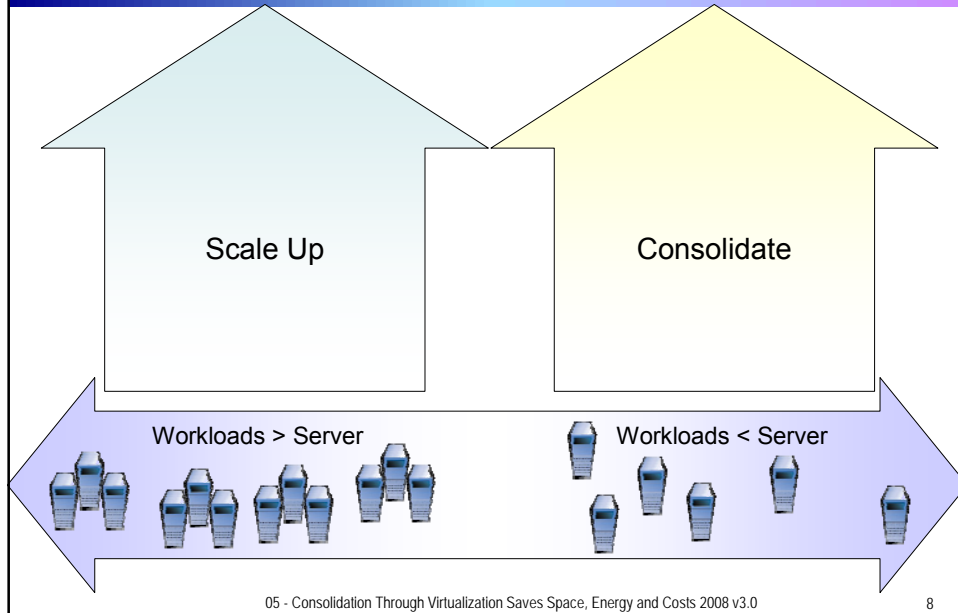 Scale Up
Consolidate
Workloads > Server
Workloads < Server
05 - Consolidation Through Virtualization Saves Space, Energy and Costs 2008 v3.0
8